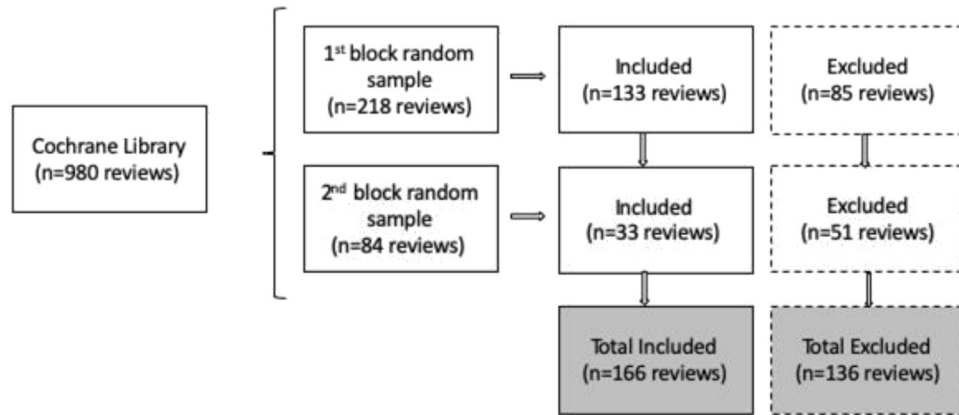 Cochrane Library
(n=980 reviews)
1st block random
sample
(n=218 reviews)
Included
(n=133 reviews)
Excluded
(n=85 reviews)
2nd block random
sample
(n=84 reviews)
Included
(n=33 reviews)
Excluded
(n=51 reviews)
Total Included
(n=166 reviews)
Total Excluded
(n=136 reviews)